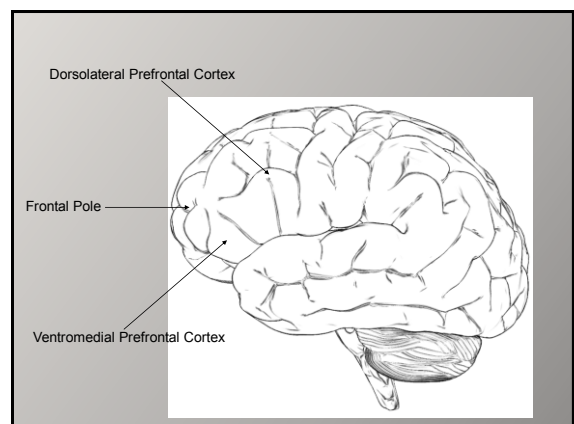 Dorsolateral Prefrontal Cortex
Frontal Pole
Ventromedial Prefrontal Cortex